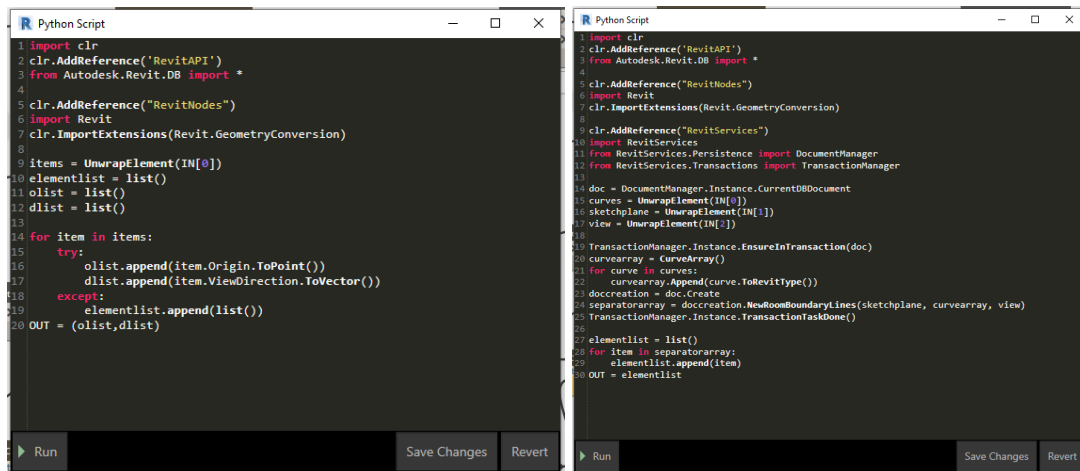 Python Script
1 import clr
2 clr.AddReference('RevitAPI')
3 from Autodesk.Revit.DB import *
4
5 clr.AddReference("RevitNodes")
6 import Revit
7 clr.ImportExtensions(Revit.GeometryConversion)
8
9 items = UnwrapElement(IN[0])
10 elementlist = list()
11 olist = list()
12 dlist = list()
13
14 for item in items:
15     try:
16         olist.append(item.Origin.ToPoint())
17         dlist.append(item.ViewDirection.ToVector())
18     except:
19         elementlist.append(list())
20 OUT = (olist,dlist)
Run
Save Changes
Revert
Python Script
1 import clr
2 clr.AddReference('RevitAPI')
3 from Autodesk.Revit.DB import *
4
5 clr.AddReference("RevitNodes")
6 import Revit
7 clr.ImportExtensions(Revit.GeometryConversion)
8
9 clr.AddReference("RevitServices")
10 import RevitServices
11 from RevitServices.Persistence import DocumentManager
12 from RevitServices.Transactions import TransactionManager
13
14 doc = DocumentManager.Instance.CurrentDBDocument
15 curves = UnwrapElement(IN[0])
16 sketchplane = UnwrapElement(IN[1])
17 view = UnwrapElement(IN[2])
18
19 TransactionManager.Instance.EnsureInTransaction(doc)
20 curvearray = CurveArray()
21 for curve in curves:
22     curvearray.Append(curve.ToRevitType())
23 doccreation = doc.Create
24 separatorarray = doccreation.NewRoomBoundaryLines(sketchplane, curvearray, view)
25 TransactionManager.Instance.TransactionTaskDone()
26
27 elementlist = list()
28 for item in separatorarray:
29     elementlist.append(item)
30 OUT = elementlist
Run
Save Changes
Revert